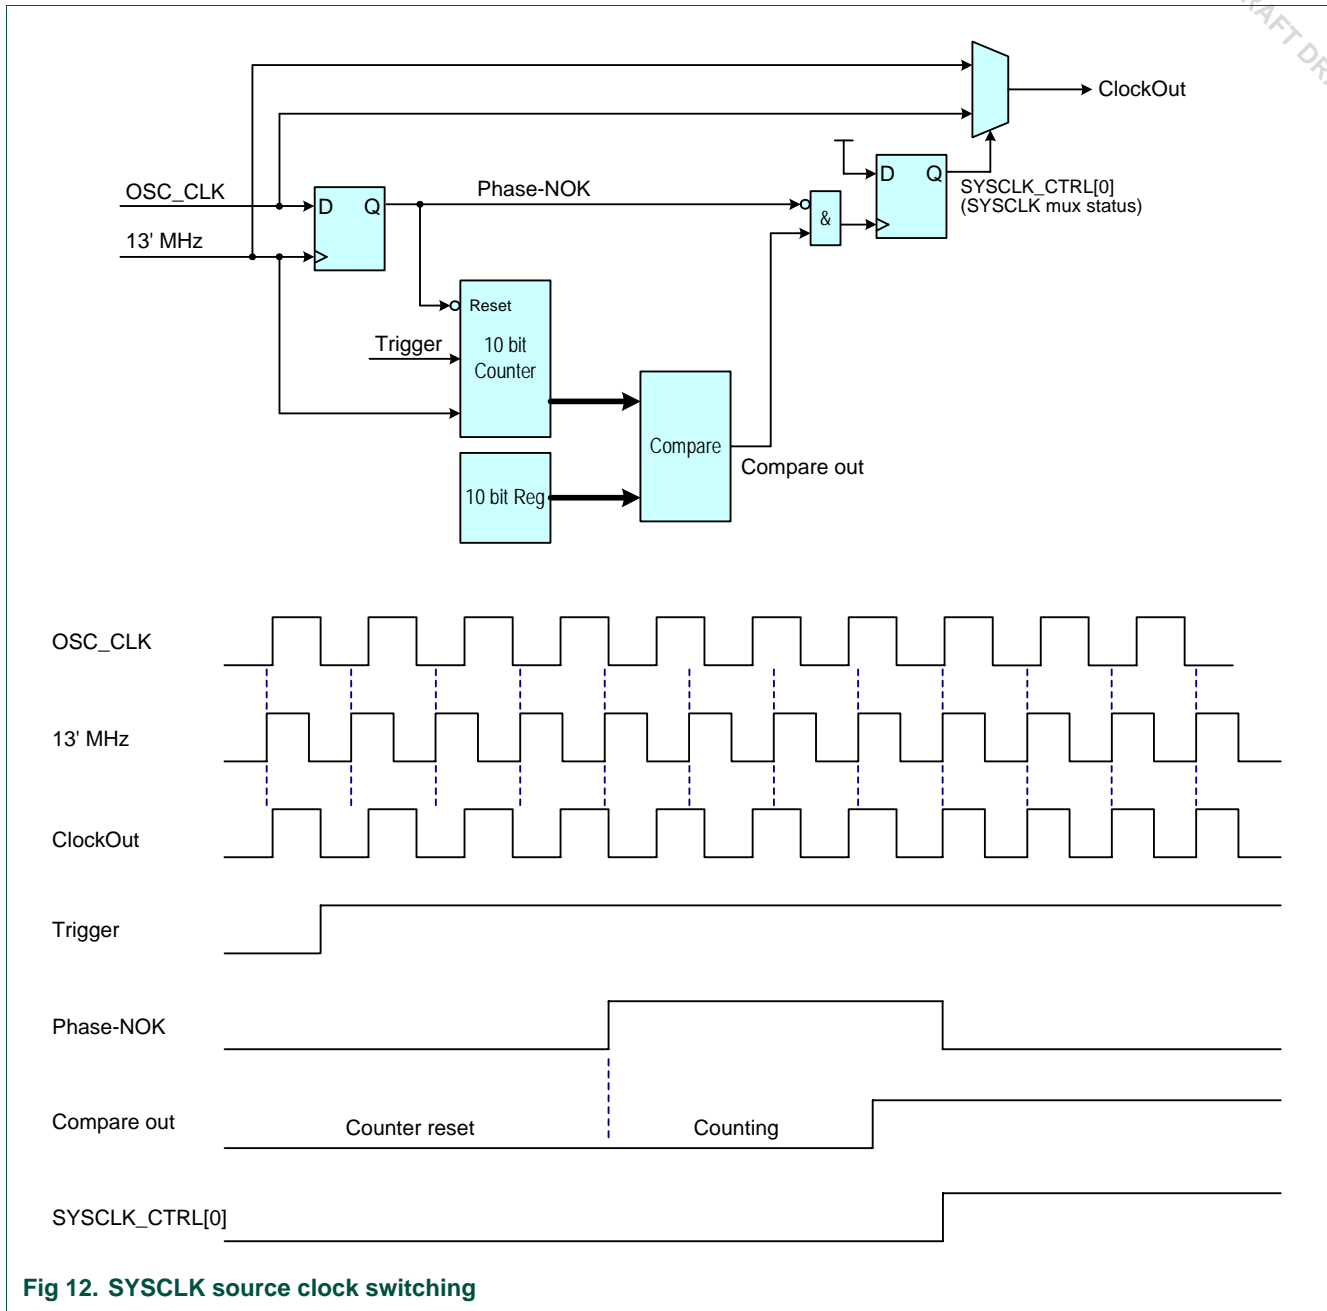 RAFT DRA
ClockOut
D Q
SYSCLK_CTRL[0]
(SYSCLK mux status)
OSC_CLK
Phase-NOK
&
D Q
13' MHz
Reset
Trigger
10 bit
Counter
Compare
Compare out
10 bit Reg
OSC_CLK
13' MHz
ClockOut
Trigger
Phase-NOK
Compare out
Counter reset
Counting
SYSCLK_CTRL[0]
Fig 12. SYSCLK source clock switching